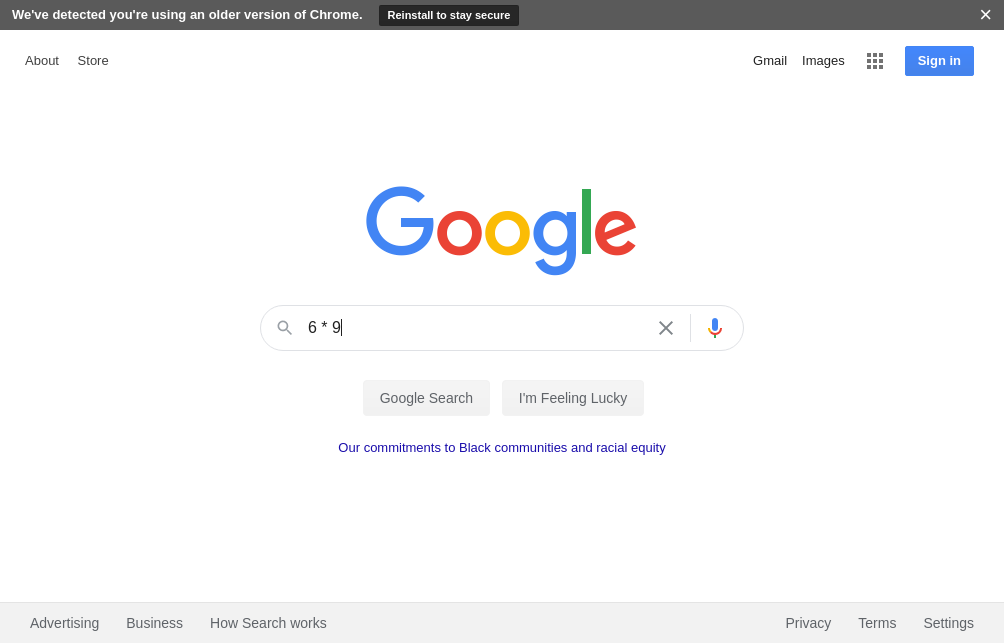 We've detected you're using an older version of Chrome. Reinstall to stay secure
About Store Gmail Images Sign in
Google
6 * 9
Google Search I'm Feeling Lucky
Our commitments to Black communities and racial equity
Advertising Business How Search works Privacy Terms Settings